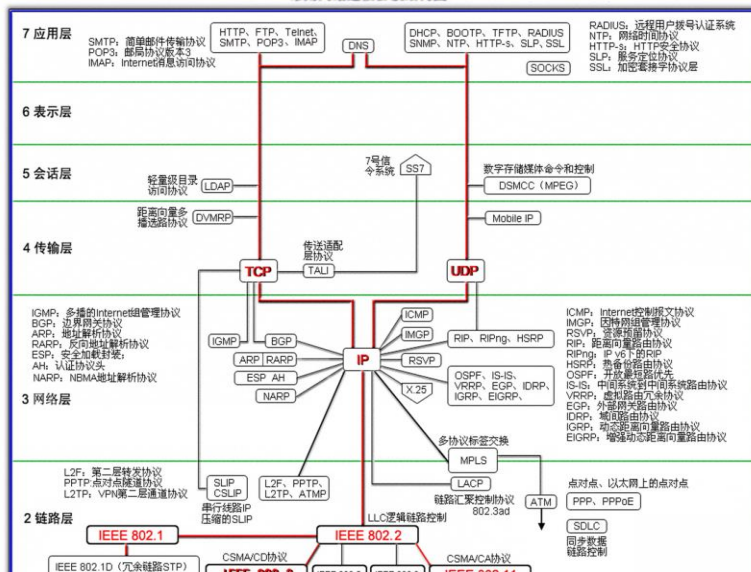 7 应用层
SMTP：简单邮件传输协议
POP3：邮局协议版本3
IMAP：Internet消息访问协议
HTTP、FTP、Telnet、
SMTP、POP3、IMAP
DNS
DHCP、BOOTP、TFTP、RADIUS
SNMP、NTP、HTTP-s、SLP、SSL
SOCKS
RADIUS：远程用户拨号认证系统
NTP：网络时间协议
HTTP-s：HTTP安全协议
SLP：服务定位协议
SSL：加密套接字协议层
6 表示层
5 会话层
轻量级目录
访问协议
LDAP
7号信
令系统
SS7
数字存储媒体命令和控制
DSMCC（MPEG）
距离向量多
播选路协议
DVMRP
Mobile IP
4 传输层
传送适配
层协议
TCP
TALI
UDP
IGMP：多播的Internet组管理协议
BGP：边界网关协议
ARP：地址解析协议
RARP：反向地址解析协议
ESP：安全加载封装；
AH：认证协议头
NARP：NBMA地址解析协议
3 网络层
IGMP
BGP
ARP
RARP
ESP AH
NARP
IP
ICMP
IMGP
RIP、RIPng、HSRP
RSVP
X.25
OSPF、IS-IS、
VRRP、EGP、IDRP、
IGRP、EIGRP、
ICMP：Internet控制报文协议
IMGP：因特网组管理协议
RSVP：资源预留协议
RIP：距离向量路由协议
RIPng：IP v6下的RIP
HSRP：热备份路由协议
OSPF：开放最短路优先
IS-IS：中间系统到中间系统路由协议
VRRP：虚拟路由冗余协议
EGP：外部网关路由协议
IDRP：域间路由协议
IGRP：动态距离向量路由协议
EIGRP：增强动态距离向量路由协议
多协议标签交换
MPLS
L2F：第二层转发协议
PPTP:点对点隧道协议
L2TP：VPN第二层通道协议
SLIP
CSLIP
串行线路IP
压缩的SLIP
L2F、PPTP、
L2TP、ATMP
LACP
链路汇聚控制协议
802.3ad
ATM
点对点、以太网上的点对点
PPP、PPPoE
SDLC
同步数据
链路控制
2 链路层
LLC逻辑链路控制
IEEE 802.1
IEEE 802.2
CSMA/CD协议
CSMA/CA协议
IEEE 802.1D（冗余链路STP）